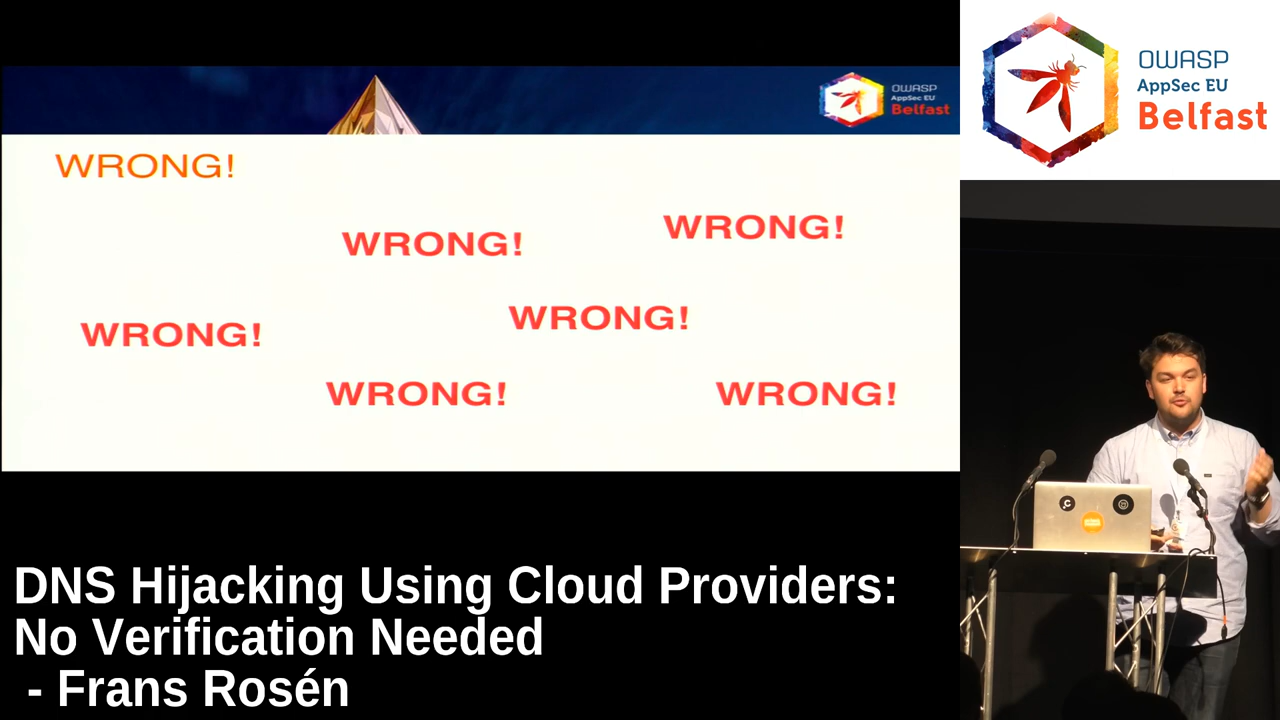 OWASP
AppSec EU
Belfast
WRONG!
WRONG!
WRONG!
WRONG!
WRONG!
WRONG!
WRONG!
OWASP
AppSec EU
Belfast
DNS Hijacking Using Cloud Providers:
No Verification Needed
- Frans Rosén